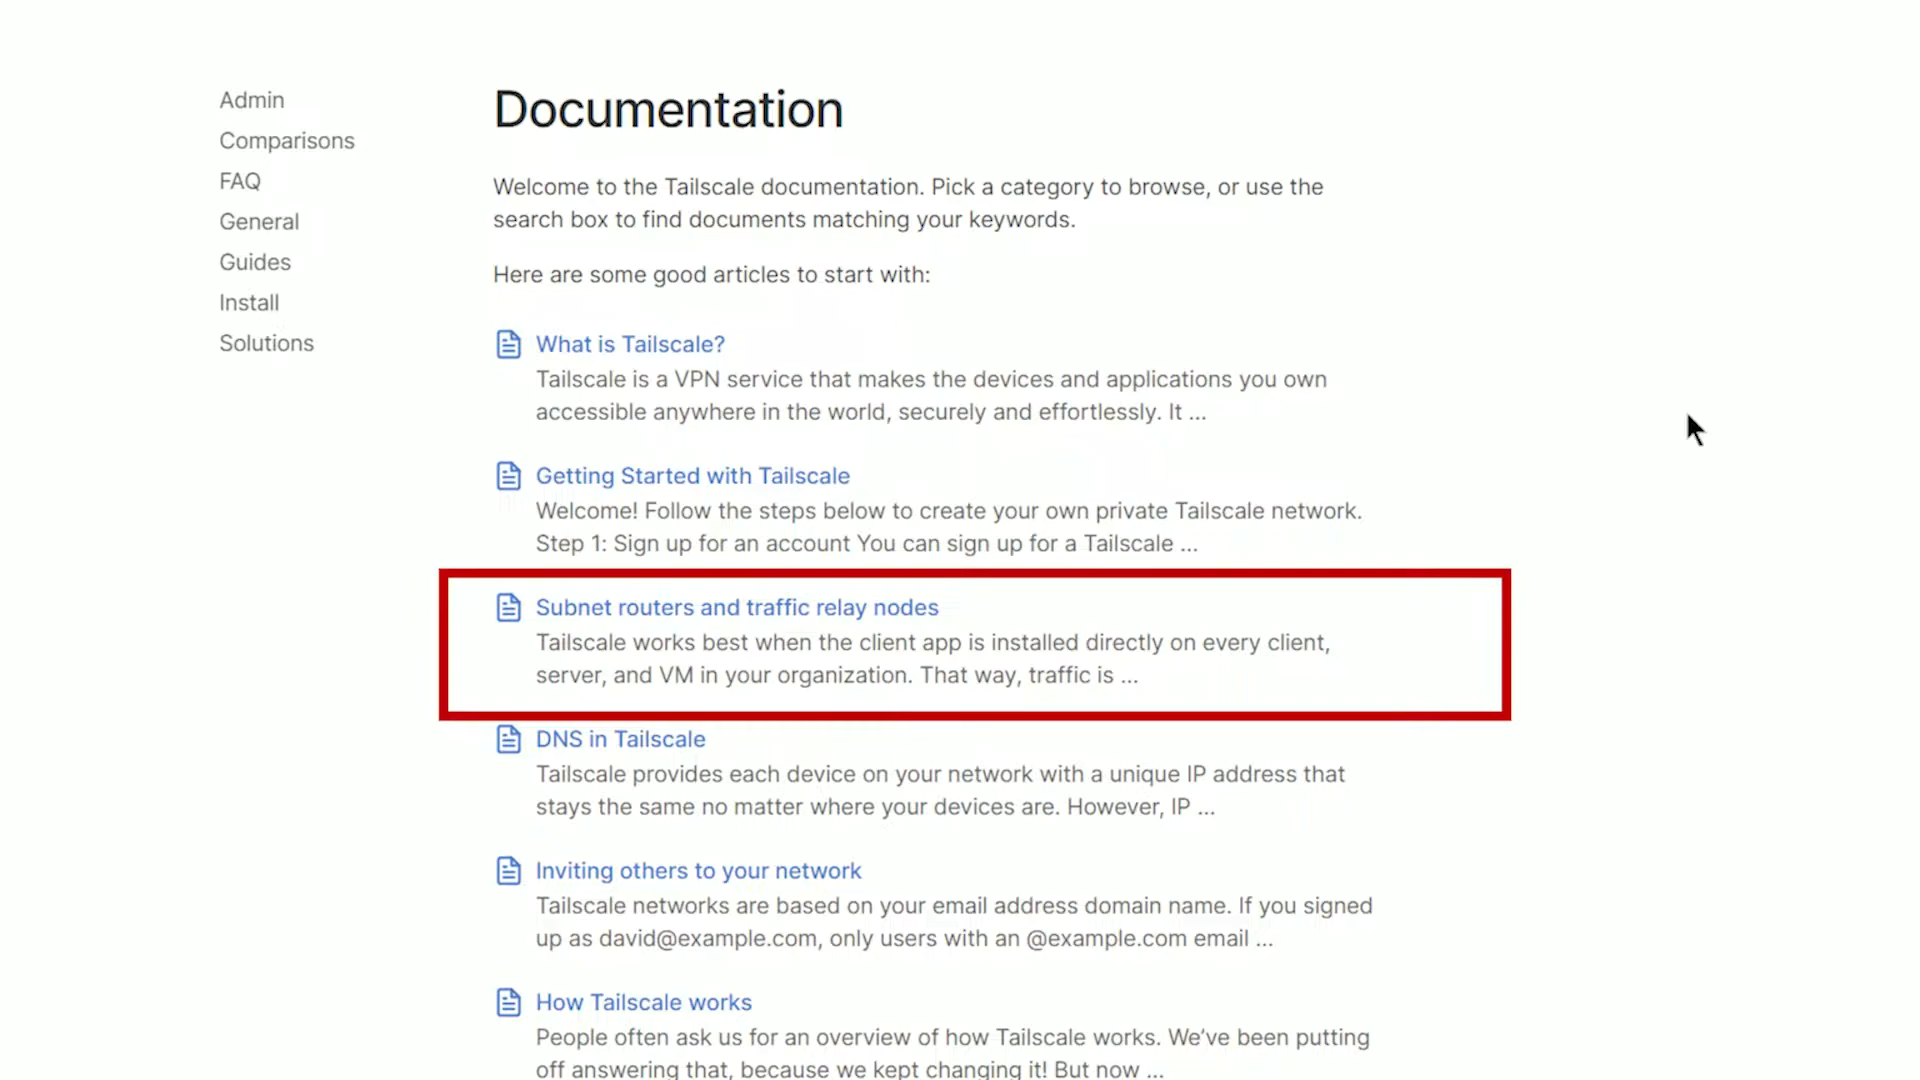 Admin
Comparisons
FAQ
General
Guides
Install
Solutions
Documentation
Welcome to the Tailscale documentation. Pick a category to browse, or use the
search box to find documents matching your keywords.
Here are some good articles to start with:
What is Tailscale?
Tailscale is a VPN service that makes the devices and applications you own
accessible anywhere in the world, securely and effortlessly. It ...
Getting Started with Tailscale
Welcome! Follow the steps below to create your own private Tailscale network.
Step 1: Sign up for an account You can sign up for a Tailscale ...
Subnet routers and traffic relay nodes
Tailscale works best when the client app is installed directly on every client,
server, and VM in your organization. That way, traffic is ...
DNS in Tailscale
Tailscale provides each device on your network with a unique IP address that
stays the same no matter where your devices are. However, IP ...
Inviting others to your network
Tailscale networks are based on your email address domain name. If you signed
up as david@example.com, only users with an @example.com email ...
How Tailscale works
People often ask us for an overview of how Tailscale works. We’ve been putting
off answering that, because we kept changing it! But now ...